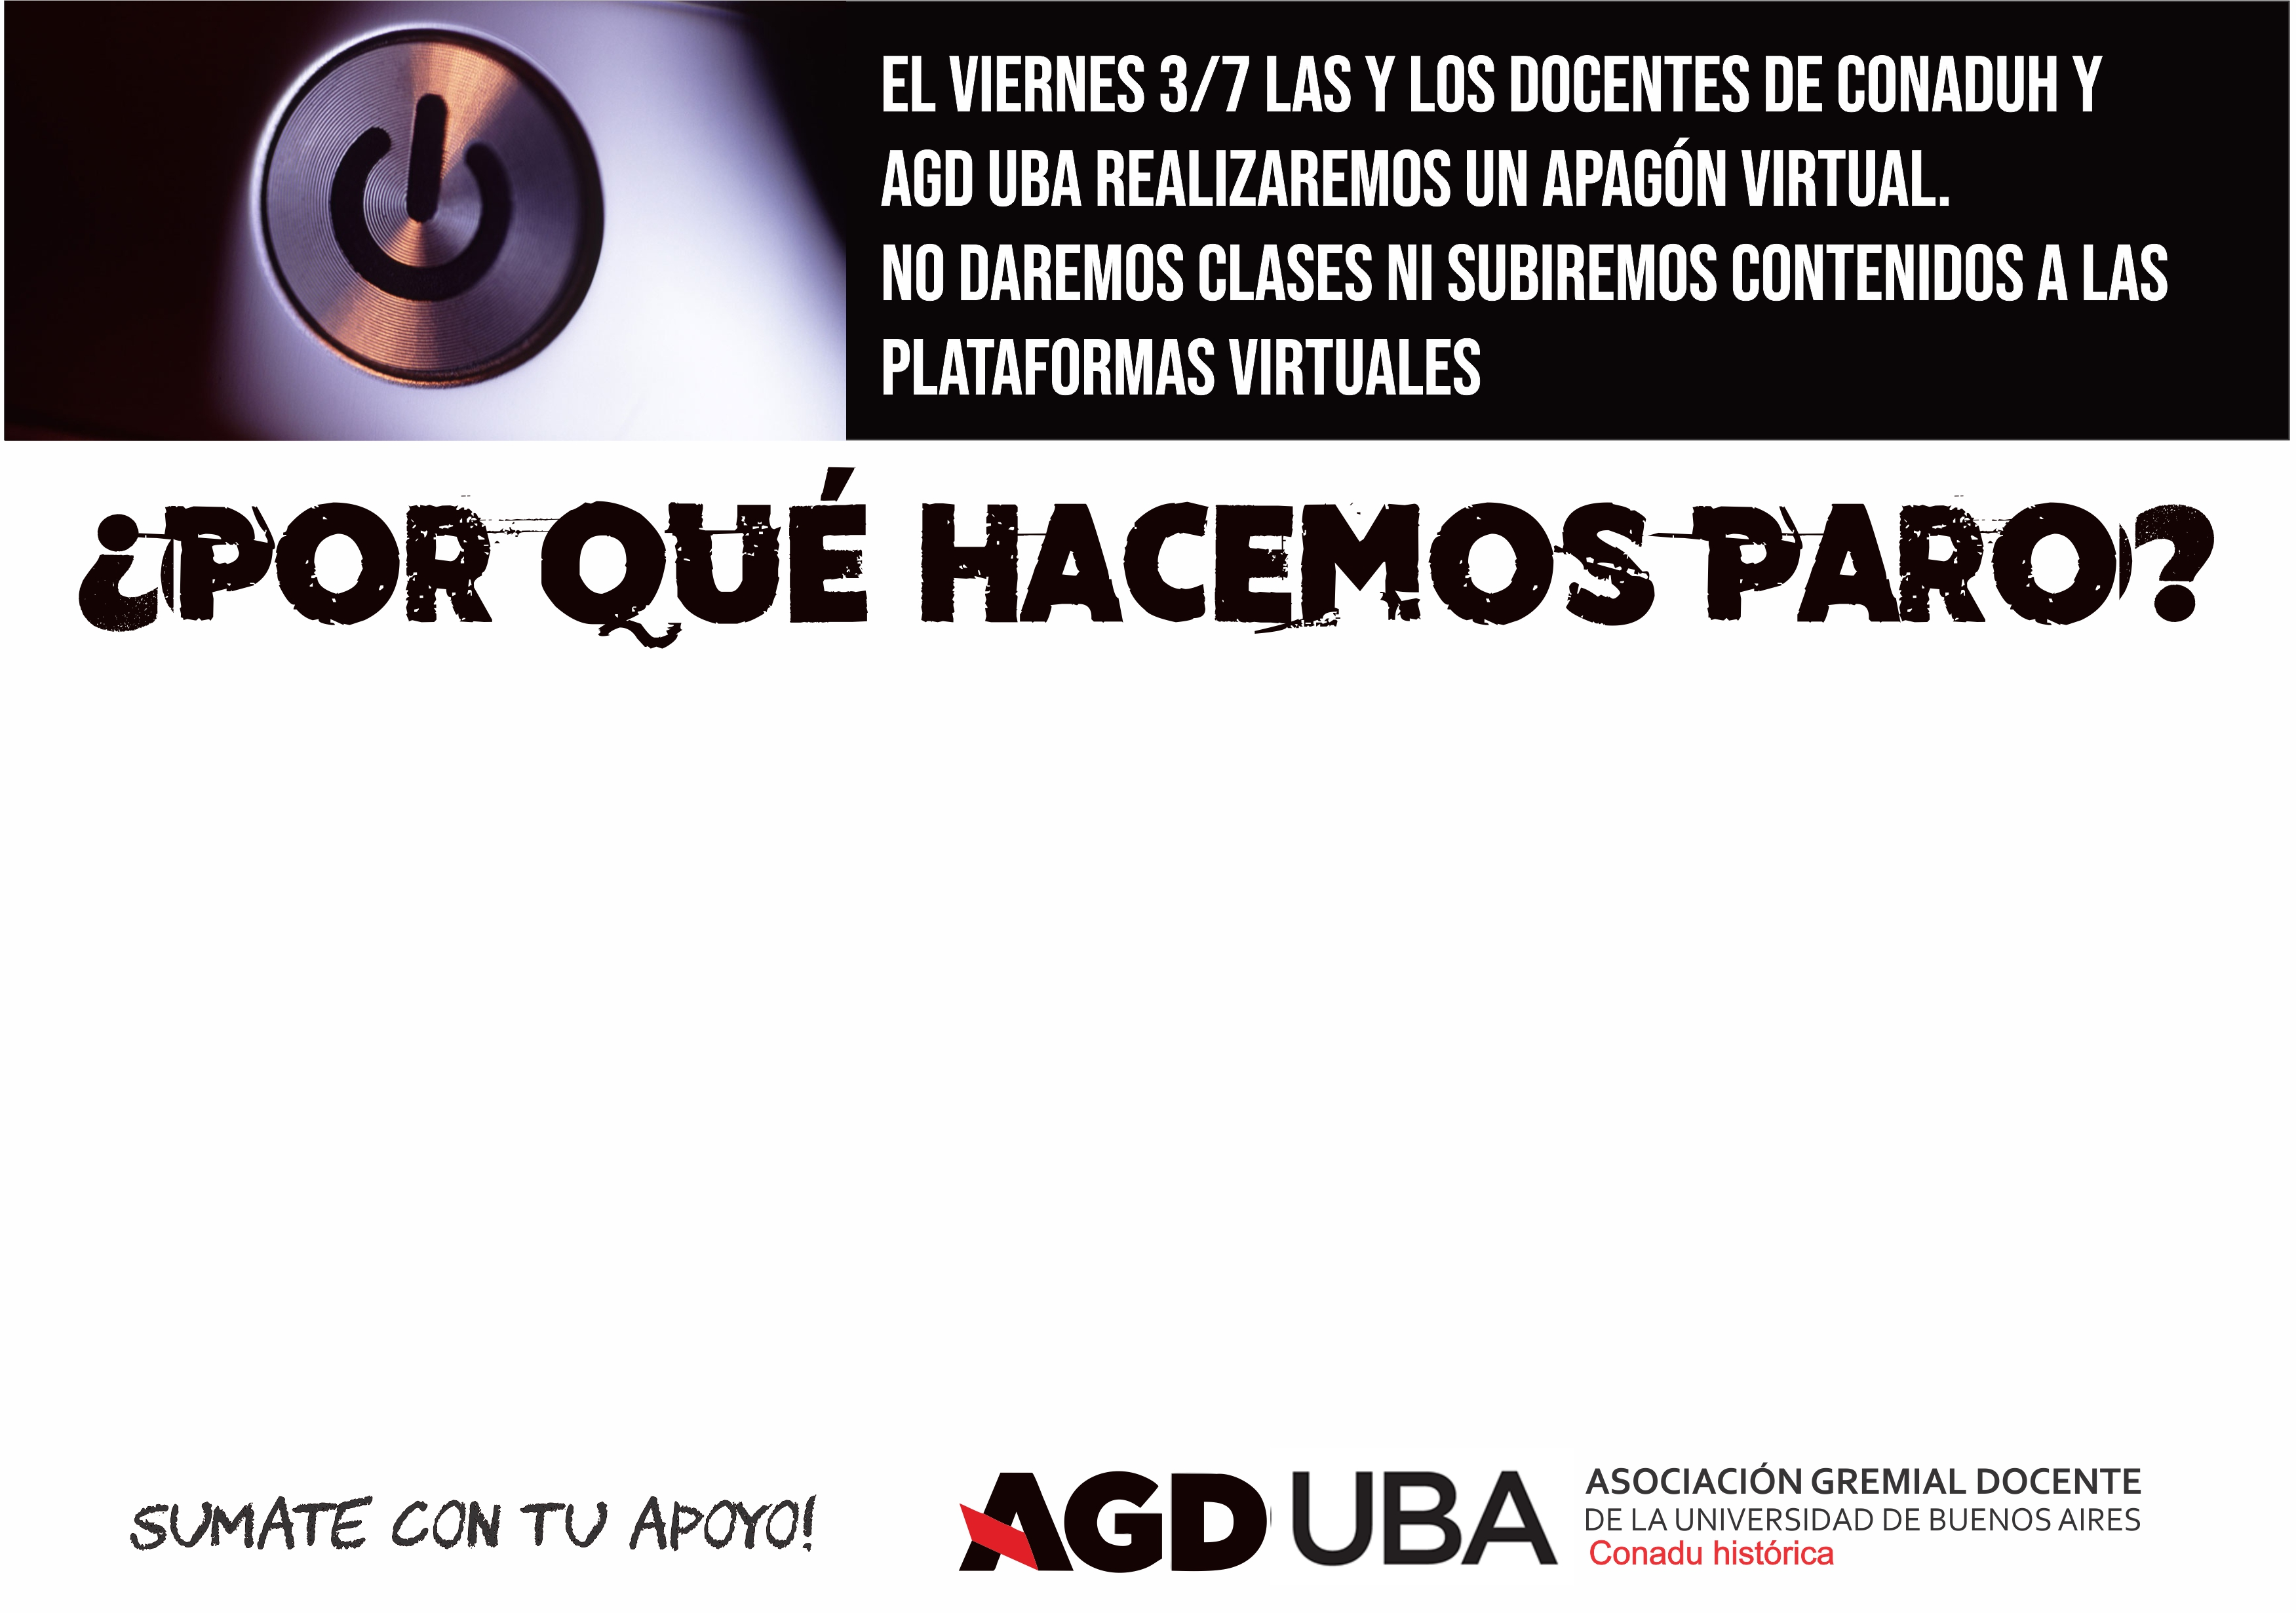 EL VIERNES 3/7 LAS Y LOS DOCENTES DE CONADUH Y
AGD UBA REALIZAREMOS UN APAGÓN VIRTUAL.
NO DAREMOS CLASES NI SUBIREMOS CONTENIDOS A LAS
PLATAFORMAS VIRTUALES
¿POR QUÉ HACEMOS PARO?
SUMATE CON TU APOYO!
AGD UBA
ASOCIACIÓN GREMIAL DOCENTE
DE LA UNIVERSIDAD DE BUENOS AIRES
Conadu histórica